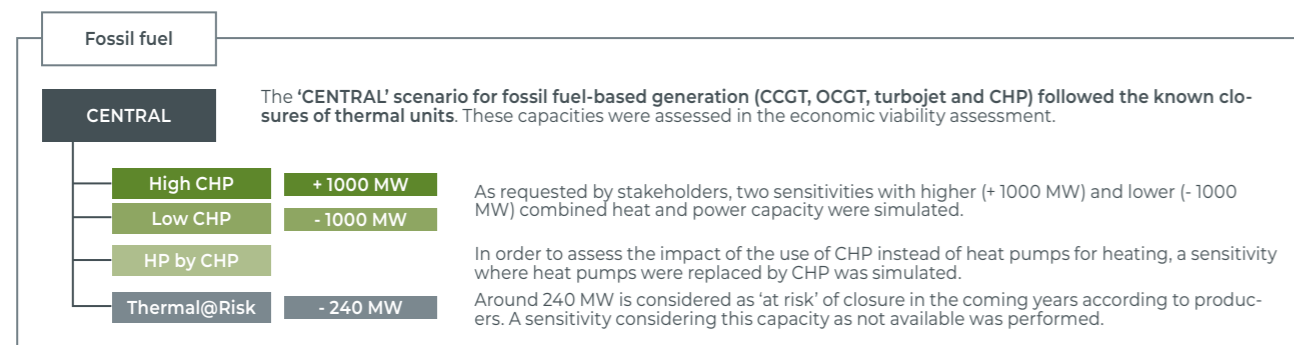 Fossil fuel
CENTRAL
The ‘CENTRAL’ scenario for fossil fuel-based generation (CCGT, OCGT, turbojet and CHP) followed the known clo-
sures of thermal units. These capacities were assessed in the economic viability assessment.
High CHP + 1000 MW
Low CHP - 1000 MW
As requested by stakeholders, two sensitivities with higher (+ 1000 MW) and lower (- 1000
MW) combined heat and power capacity were simulated.
HP by CHP
In order to assess the impact of the use of CHP instead of heat pumps for heating, a sensitivity
where heat pumps were replaced by CHP was simulated.
Thermal@Risk - 240 MW
Around 240 MW is considered as ‘at risk’ of closure in the coming years according to produc-
ers. A sensitivity considering this capacity as not available was performed.